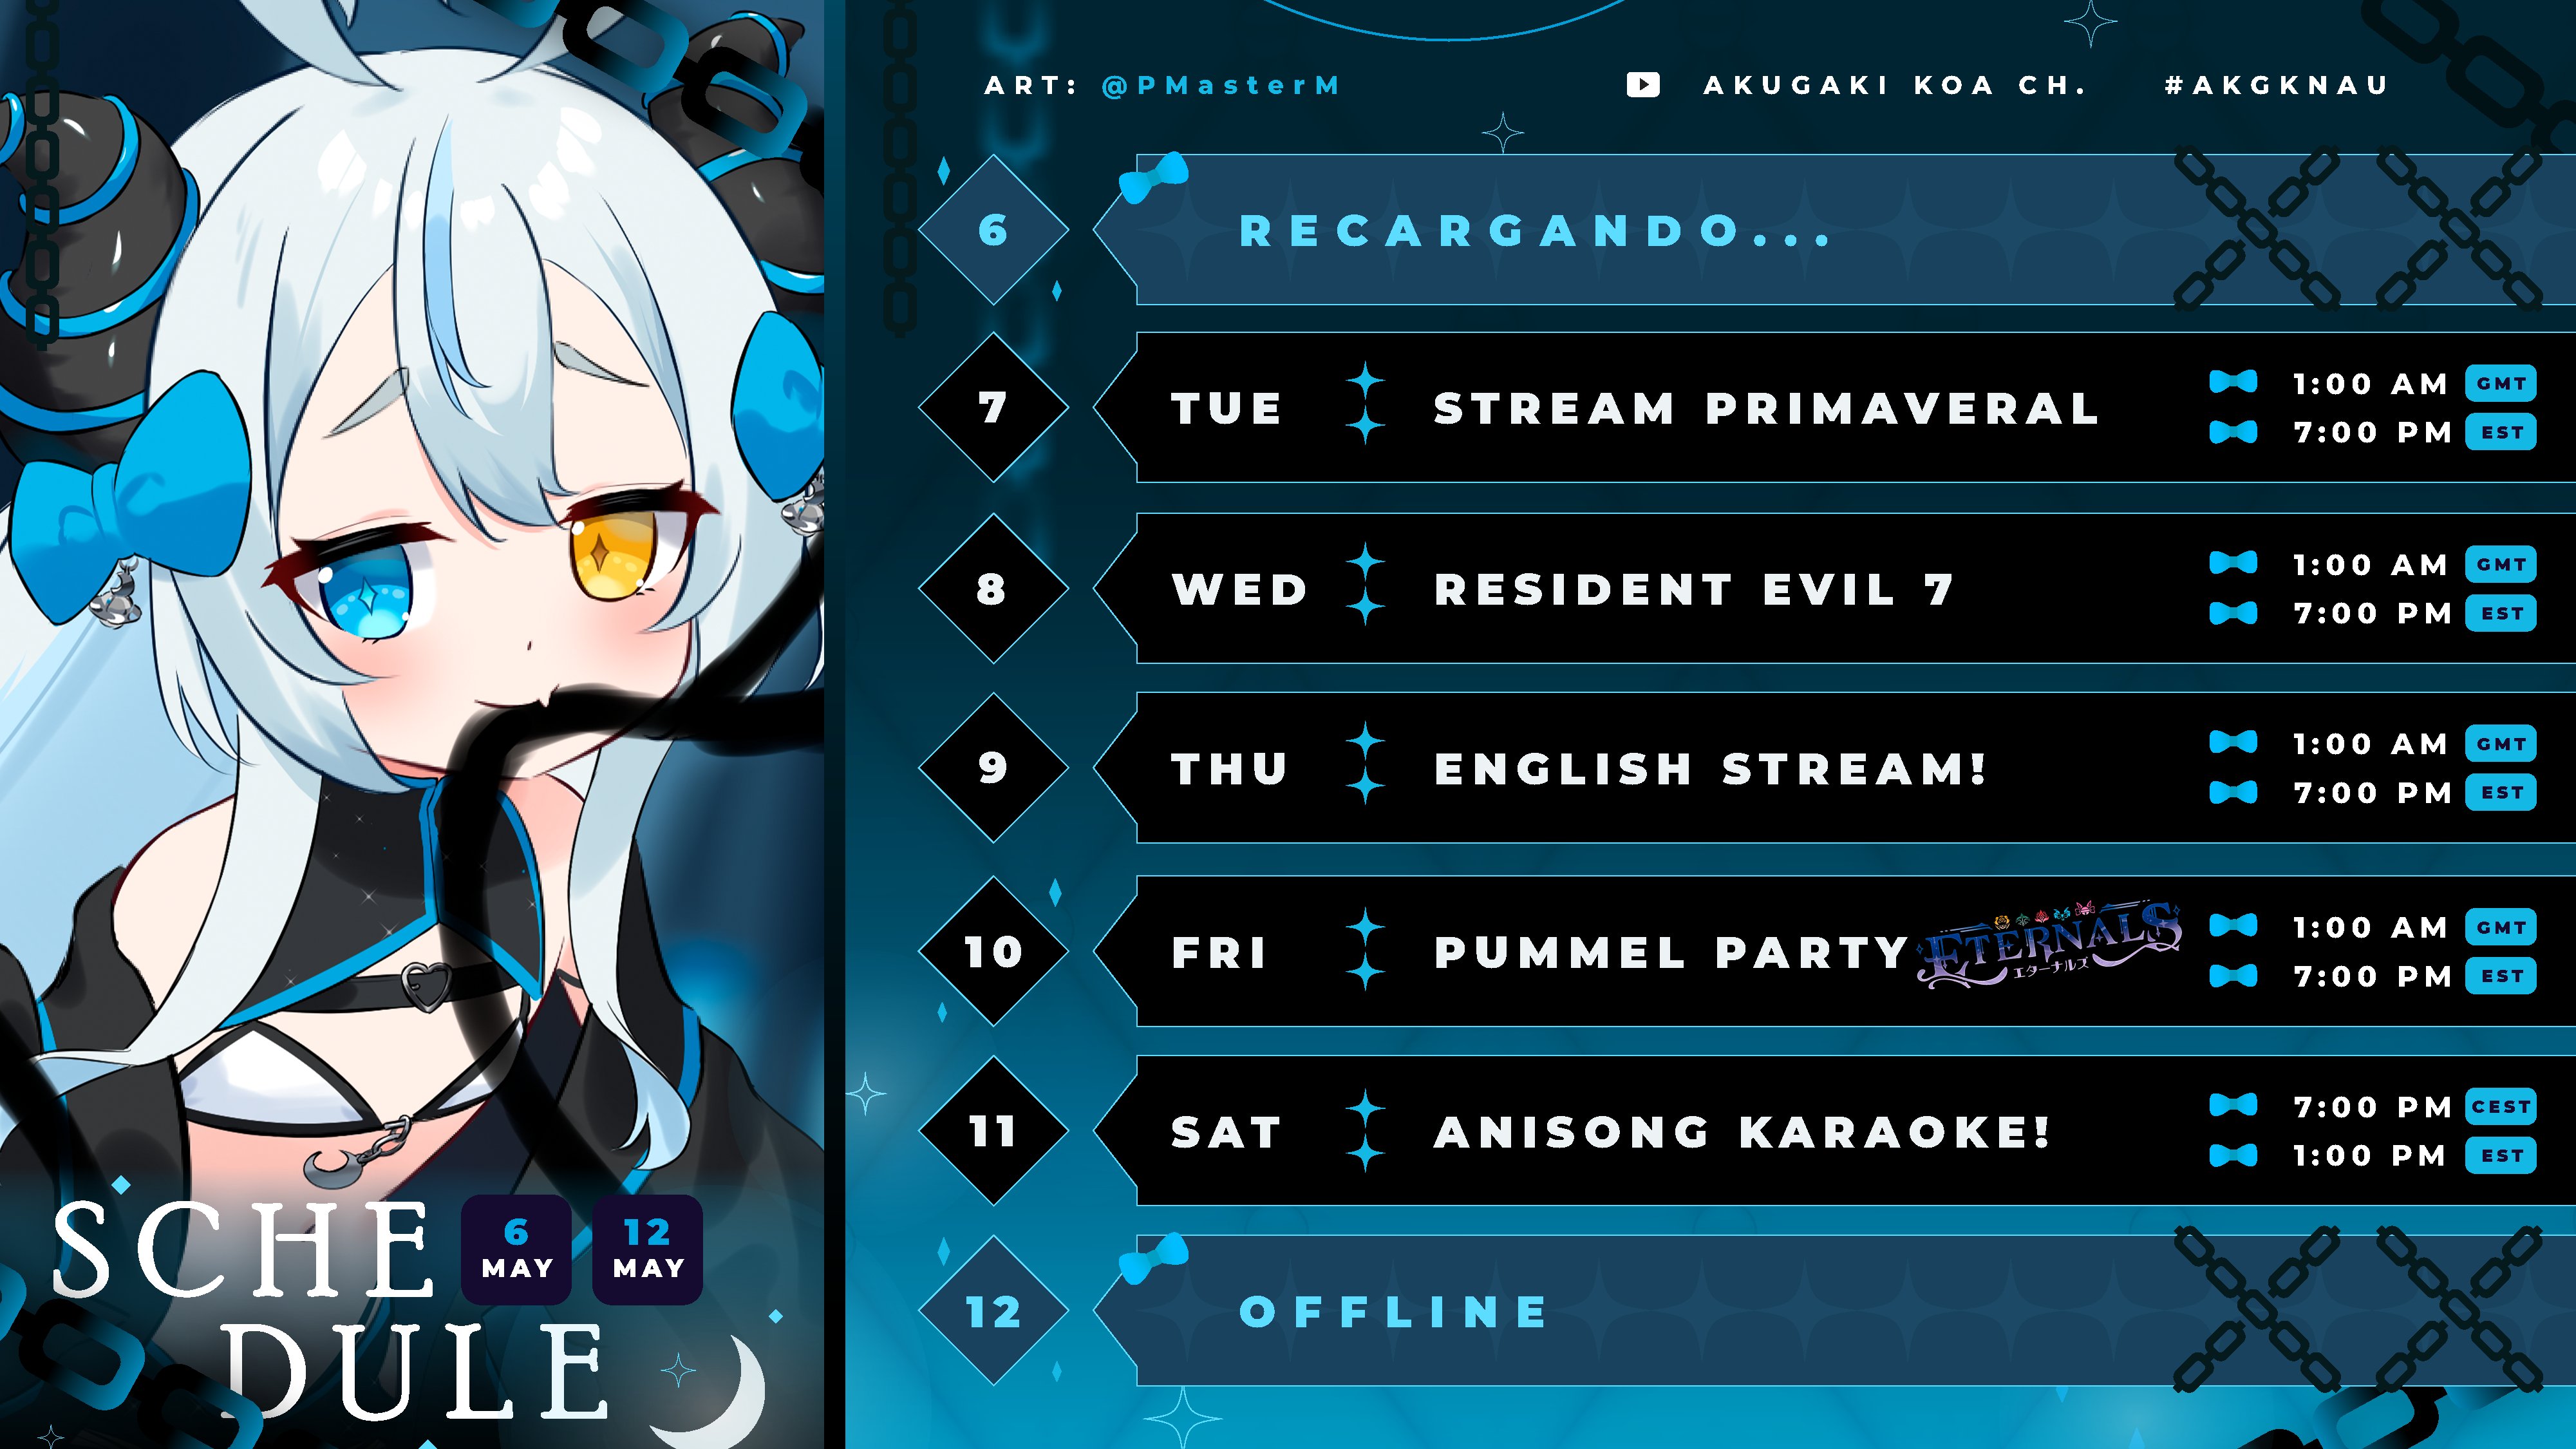 ART: @PMasterM
AKUGAKI KOA CH. #AKGKNAU
6 RECARGANDO...
7 TUE STREAM PRIMAVERAL 1:00 AM GMT
7:00 PM EST
8 WED RESIDENT EVIL 7 1:00 AM GMT
7:00 PM EST
9 THU ENGLISH STREAM! 1:00 AM GMT
7:00 PM EST
10 FRI PUMMEL PARTY ETERNALS 1:00 AM GMT
エターナルズ 7:00 PM EST
11 SAT ANISONG KARAOKE! 7:00 PM CEST
1:00 PM EST
12 OFFLINE
SCHE
DULE
6 MAY
12 MAY